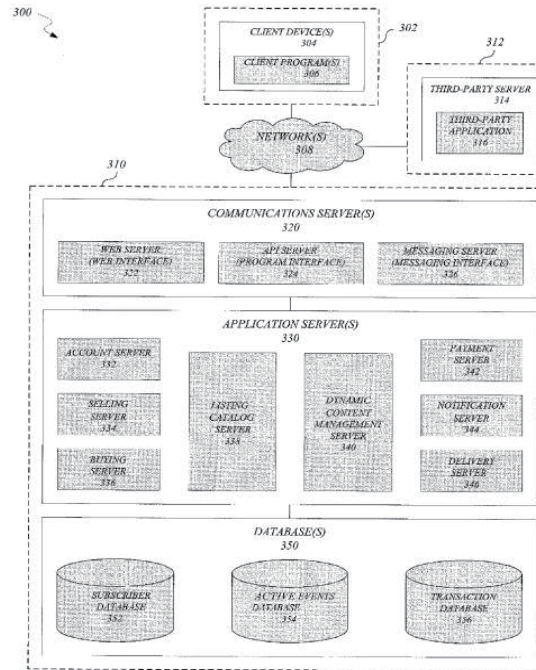 300
CLIENT DEVICE(S)
304
CLIENT PROGRAM(S)
306
302
312
THIRD-PARTY SERVER
314
THIRD-PARTY
APPLICATION
316
NETWORK(S)
308
310
COMMUNICATIONS SERVER(S)
320
WEB SERVER
(WEB INTERFACE)
322
API SERVER
(PROGRAM INTERFACE)
324
MESSAGING SERVER
(MESSAGING INTERFACE)
326
APPLICATION SERVER(S)
330
ACCOUNT SERVER
332
SELLING
SERVER
334
BUYING
SERVER
336
LISTING
CATALOG
SERVER
338
DYNAMIC
CONTENT
MANAGEMENT
SERVER
340
PAYMENT
SERVER
342
NOTIFICATION
SERVER
344
DELIVERY
SERVER
346
DATABASE(S)
350
SUBSCRIBER
DATABASE
352
ACTIVE EVENTS
DATABASE
354
TRANSACTION
DATABASE
356